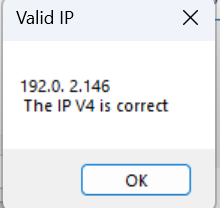 Valid IP
192.0. 2.146
The IP V4 is correct
OK